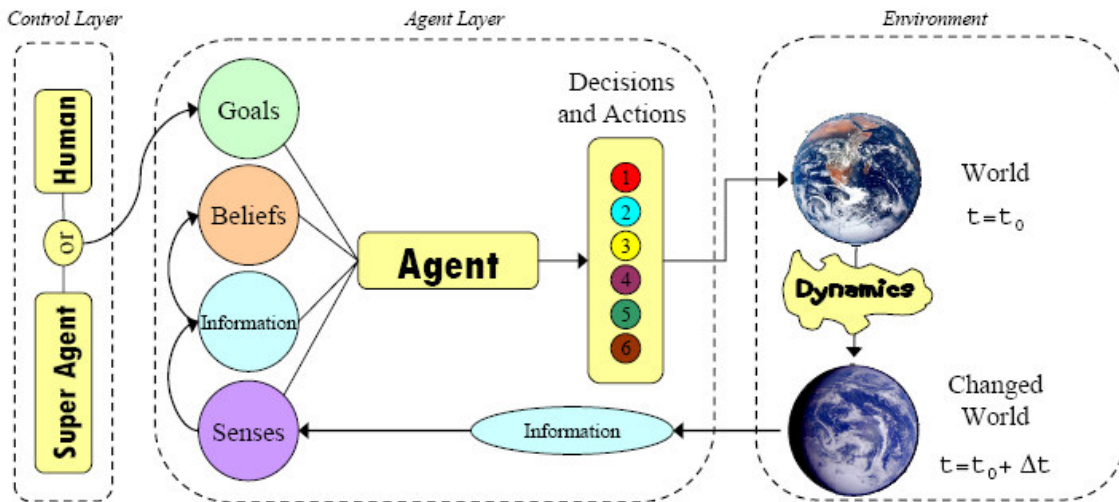 Control Layer
Agent Layer
Environment
Human
or
Super Agent
Goals
Beliefs
Information
Senses
Agent
Decisions
and Actions
1
2
3
4
5
6
Information
World
t=t₀
Dynamics
Changed
World
t=t₀+ Δt